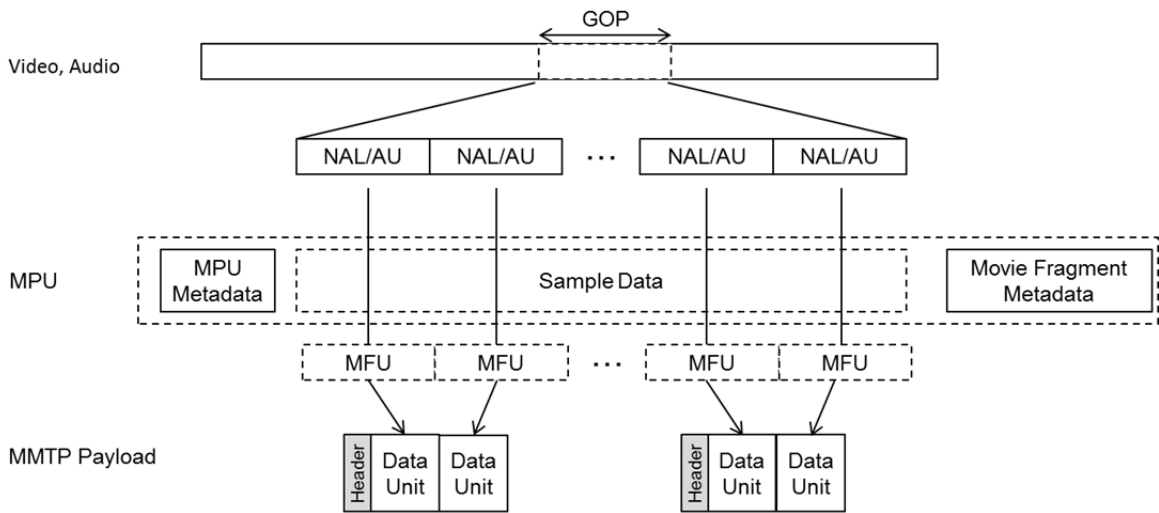 GOP
Video, Audio
NAL/AU NAL/AU ... NAL/AU NAL/AU
MPU
MPU
Metadata
Sample Data
Movie Fragment
Metadata
MFU MFU ... MFU MFU
MMTP Payload
Header
Data
Unit
Data
Unit
Header
Data
Unit
Data
Unit